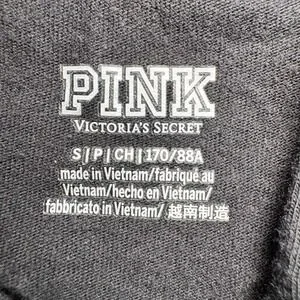 PINK
VICTORIA'S SECRET
S|P|CH|170/88A
made in Vietnam/fabriqué au
Vietnam/hecho en Vietnam/
fabbricato in Vietnam/ 越南制造